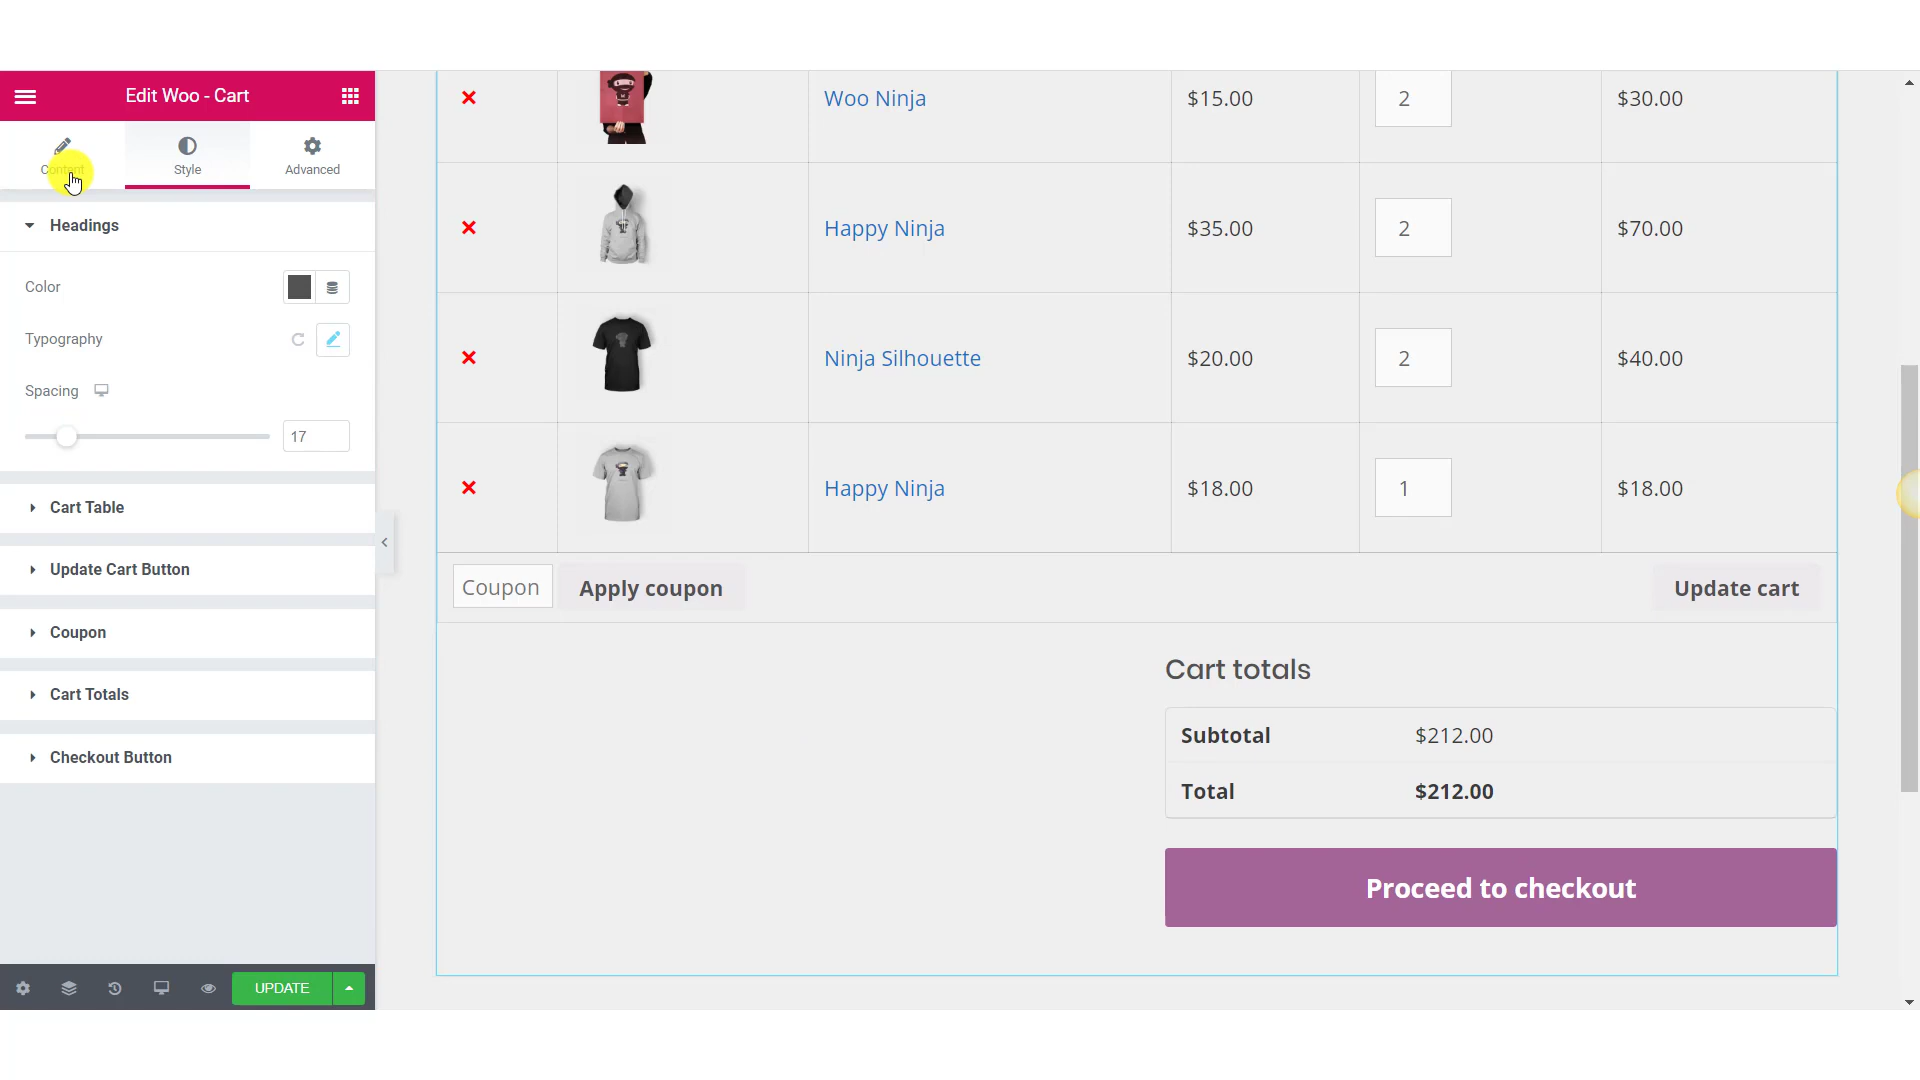 Edit Woo - Cart
Content
Style
Advanced
Headings
Color
Typography
Spacing
17
Cart Table
Update Cart Button
Coupon
Cart Totals
Checkout Button
UPDATE
Woo Ninja $15.00 2 $30.00
Happy Ninja $35.00 2 $70.00
Ninja Silhouette $20.00 2 $40.00
Happy Ninja $18.00 1 $18.00
Coupon Apply coupon Update cart
Cart totals
Subtotal $212.00
Total $212.00
Proceed to checkout